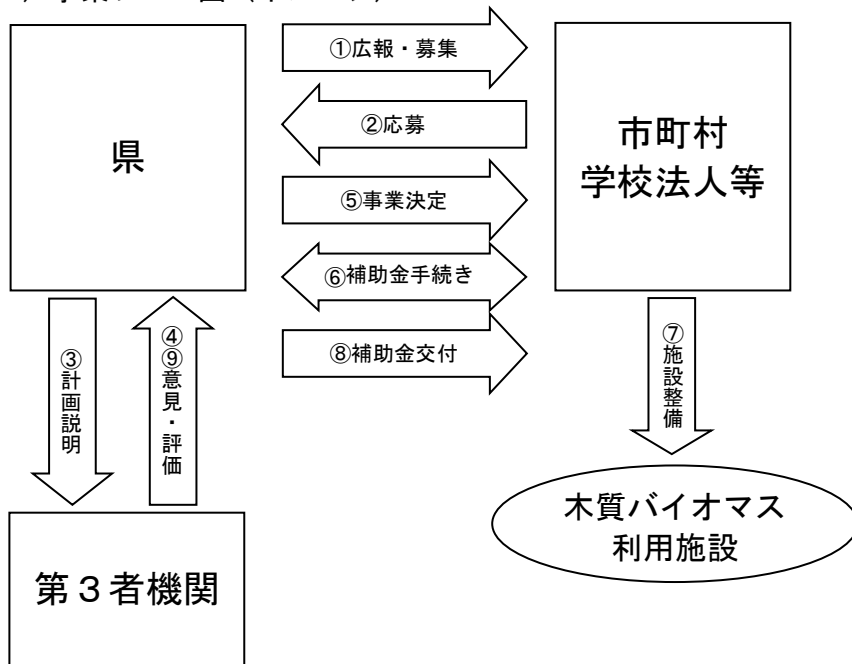 県
①広報・募集
②応募
⑤事業決定
⑥補助金手続き
⑧補助金交付
市町村
学校法人等
③計画説明
④⑨意見・評価
⑦施設整備
木質バイオマス
利用施設
第３者機関